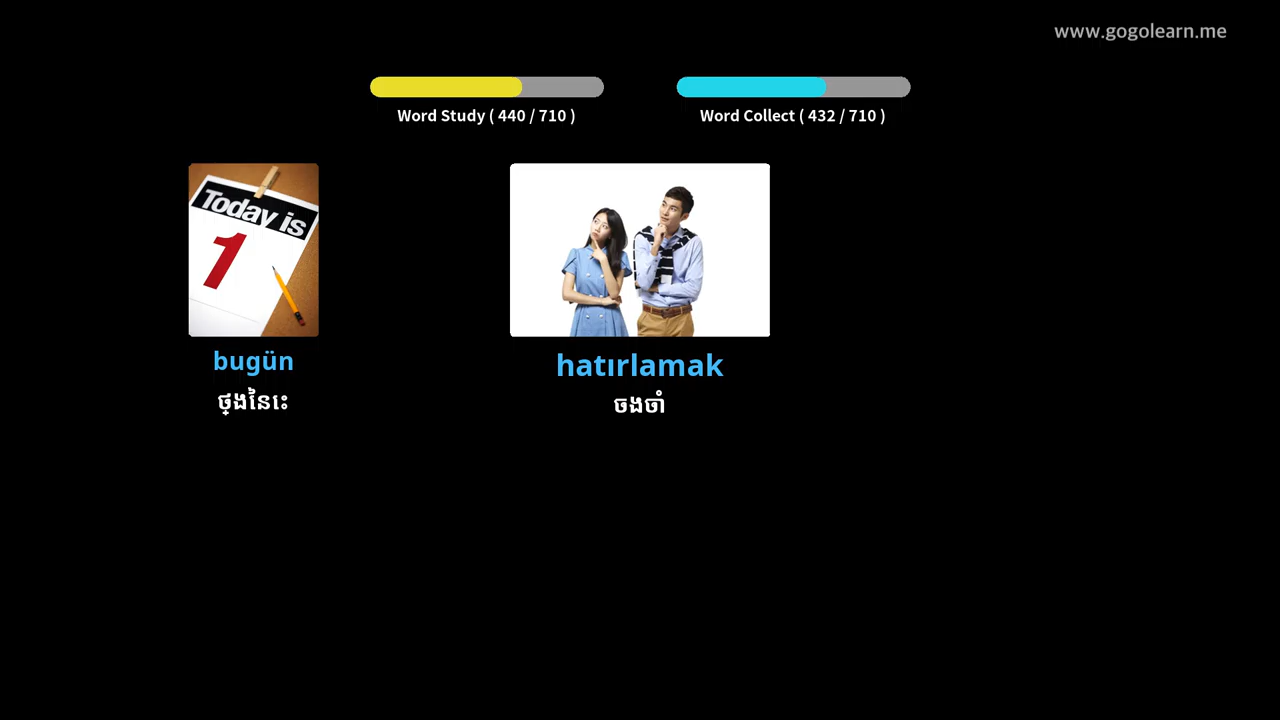 www.gogolearn.me
Word Study ( 440 / 710 )
Word Collect ( 432 / 710 )
Today is
1
bugün
ថ្ងងនៃះ
hatırlamak
ចងចាំ